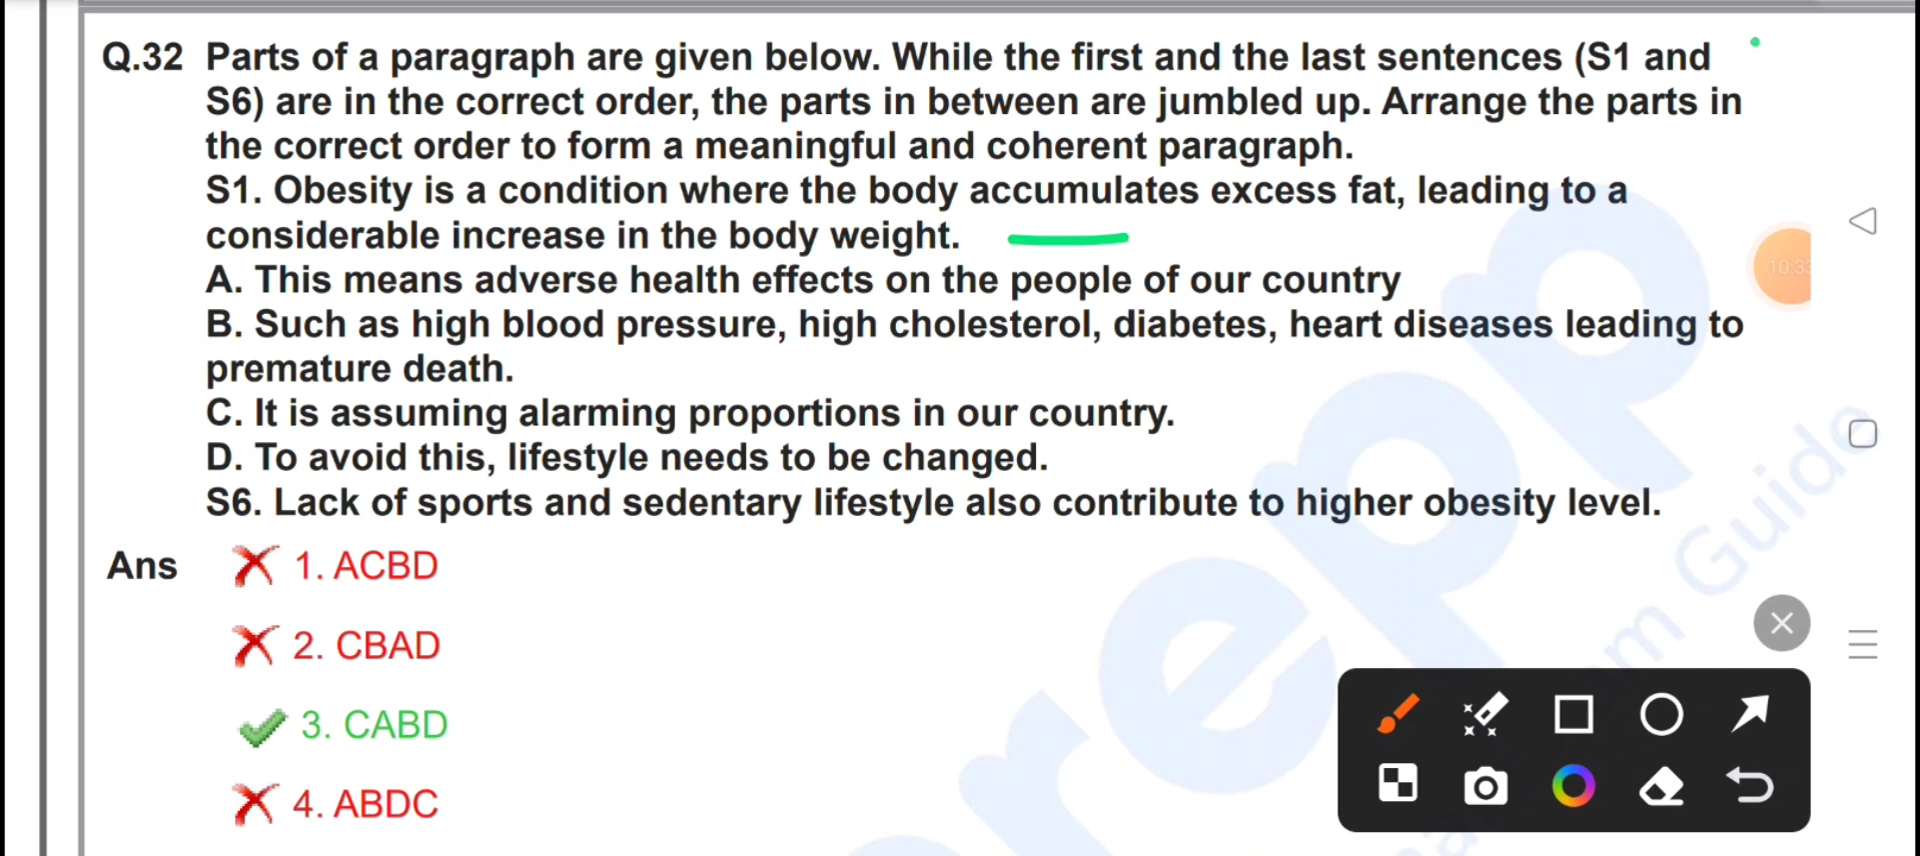 Q.32 Parts of a paragraph are given below. While the first and the last sentences (S1 and
S6) are in the correct order, the parts in between are jumbled up. Arrange the parts in
the correct order to form a meaningful and coherent paragraph.
S1. Obesity is a condition where the body accumulates excess fat, leading to a
considerable increase in the body weight.
A. This means adverse health effects on the people of our country
B. Such as high blood pressure, high cholesterol, diabetes, heart diseases leading to
premature death.
C. It is assuming alarming proportions in our country.
D. To avoid this, lifestyle needs to be changed.
S6. Lack of sports and sedentary lifestyle also contribute to higher obesity level.
Ans 1. ACBD
2. CBAD
3. CABD
4. ABDC
repp
m Guide